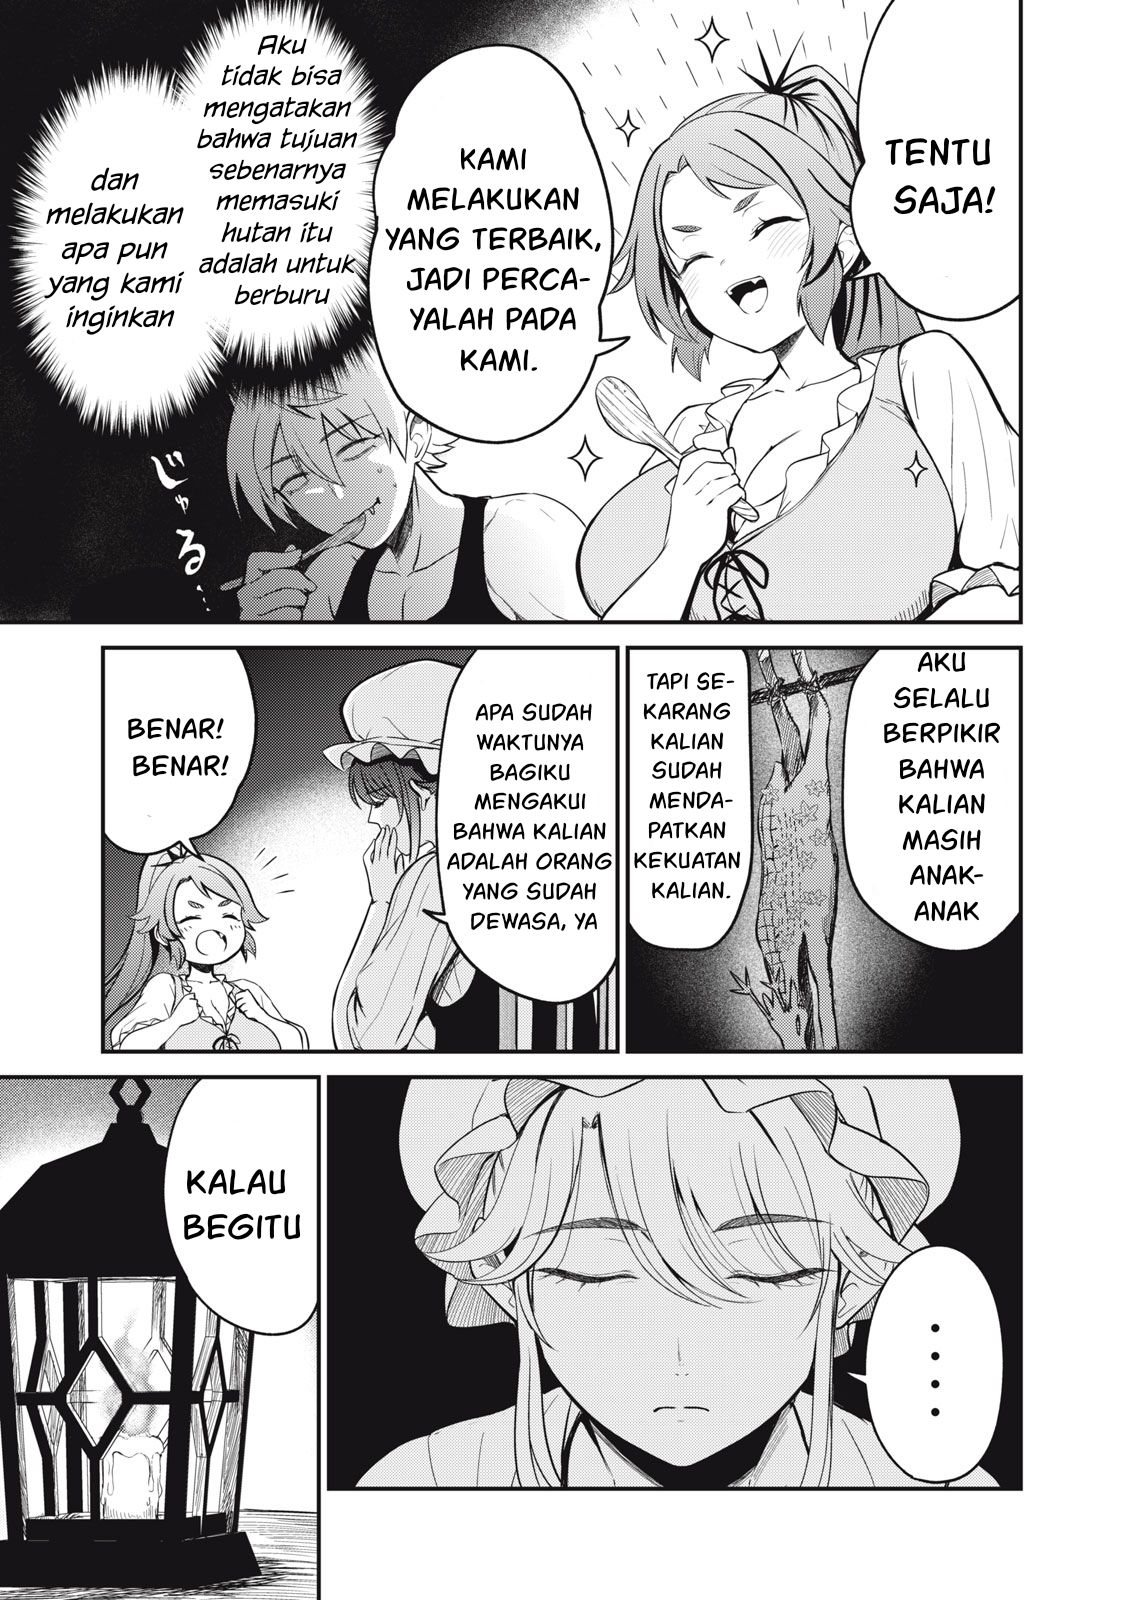 TENTU
SAJA!
KAMI
MELAKUKAN
YANG TERBAIK,
JADI PERCA-
YALAH PADA
KAMI.
Aku
tidak bisa
mengatakan
bahwa tujuan
sebenarnya
memasuki
hutan itu
adalah untuk
berburu
dan
melakukan
apa pun
yang kami
inginkan
じゅる…
AKU
SELALU
BERPIKIR
BAHWA
KALIAN
MASIH
ANAK-
ANAK
TAPI SE-
KARANG
KALIAN
SUDAH
MENDA-
PATKAN
KEKUATAN
KALIAN.
APA SUDAH
WAKTUNYA
BAGIKU
MENGAKUI
BAHWA KALIAN
ADALAH ORANG
YANG SUDAH
DEWASA, YA
BENAR!
BENAR!
....
KALAU
BEGITU